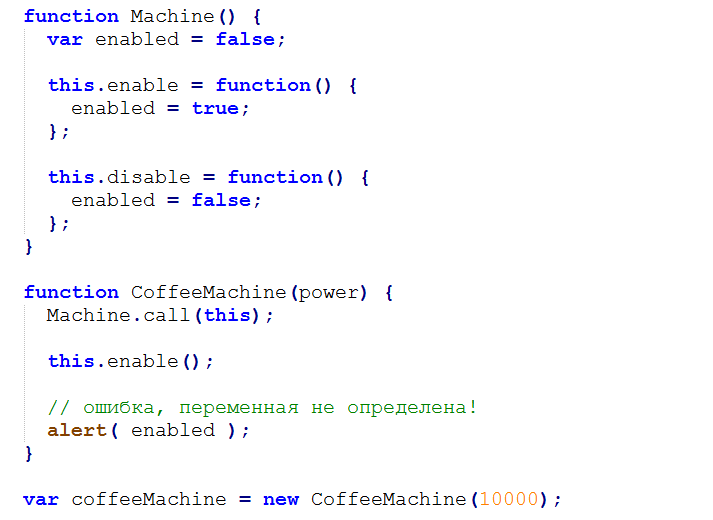 function Machine() {
  var enabled = false;

  this.enable = function() {
    enabled = true;
  };

  this.disable = function() {
    enabled = false;
  };
}

function CoffeeMachine(power) {
  Machine.call(this);

  this.enable();

  // ошибка, переменная не определена!
  alert( enabled );
}

var coffeeMachine = new CoffeeMachine(10000);